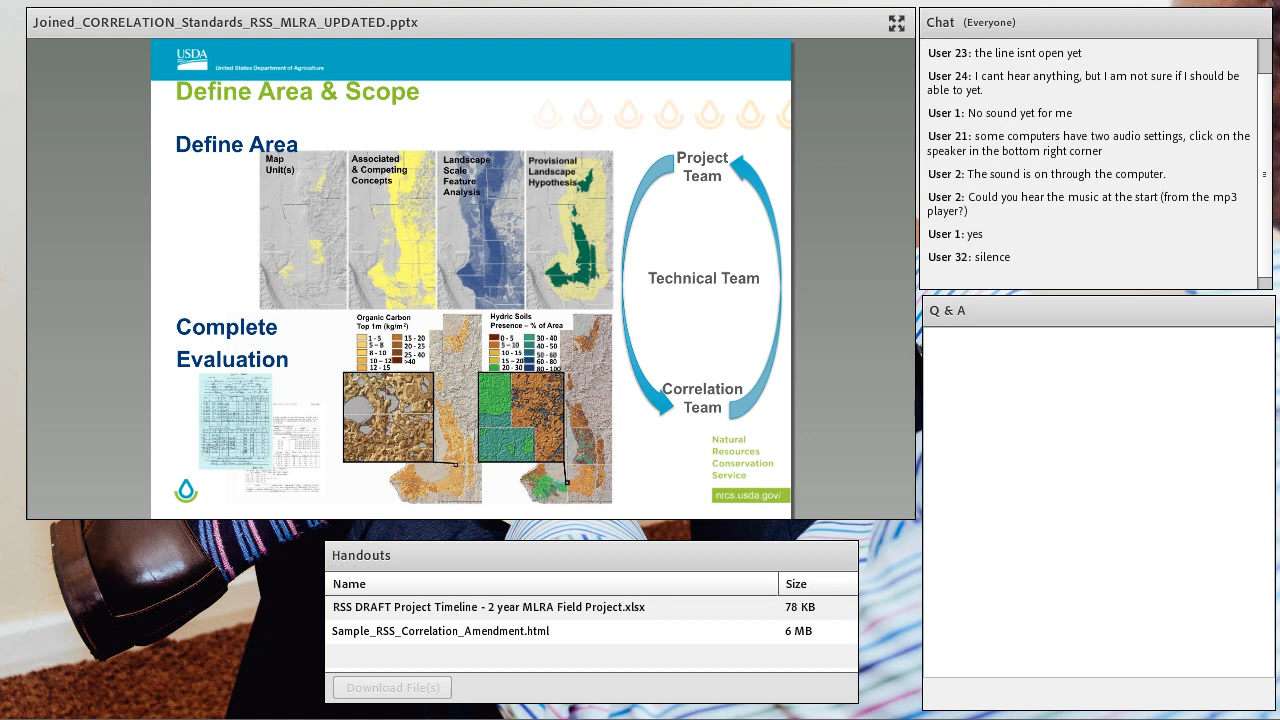 Joined_CORRELATION_Standards_RSS_MLRA_UPDATED.pptx
USDA
United States Department of Agriculture
Define Area & Scope
Define Area
Map
Unit(s)
Associated
& Competing
Concepts
Landscape
Scale
Feature
Analysis
Provisional
Landscape
Hypothesis
Project
Team
Technical Team
Correlation
Team
Complete
Evaluation
Organic Carbon
Top 1m (kg/m²)
1 - 5
5 – 8
8 - 10
10 – 12
12 - 15
15 - 20
20 - 25
25 - 40
>40
Hydric Soils
Presence – % of Area
0 - 5
5 – 10
10 - 15
15 – 20
20 - 30
30 - 40
40 - 50
50 - 60
60 - 80
80 - 100
Natural
Resources
Conservation
Service
nrcs.usda.gov/
Chat (Everyone)
User 23: the line isnt open yet
User 24: I cant hear anything, but I am not sure if I should be
able to yet.
User 1: No sound yet for me
User 21: some computers have two audio settings, click on the
speaker in the bottom right corner
User 2: The sound is on through the computer.
User 2: Could you hear the music at the start (from the mp3
player?)
User 1: yes
User 32: silence
Q & A
Handouts
Name
Size
RSS DRAFT Project Timeline - 2 year MLRA Field Project.xlsx
78 KB
Sample_RSS_Correlation_Amendment.html
6 MB
Download File(s)